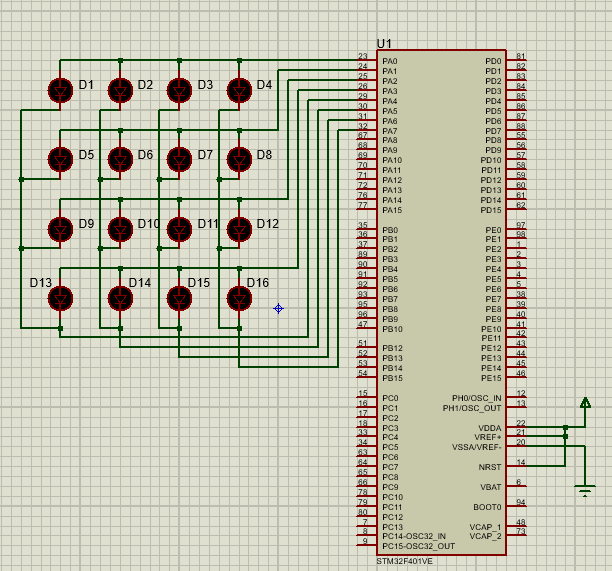 U1
23 PA0 PD0 81
24 PA1 PD1 82
25 PA2 PD2 83
26 PA3 PD3 84
29 PA4 PD4 85
30 PA5 PD5 86
31 PA6 PD6 87
32 PA7 PD7 88
67 PA8 PD8 55
68 PA9 PD9 56
69 PA10 PD10 57
70 PA11 PD11 58
71 PA12 PD12 59
72 PA13 PD13 60
76 PA14 PD14 61
77 PA15 PD15 62
35 PB0 PE0 97
36 PB1 PE1 98
37 PB2 PE2 1
89 PB3 PE3 2
90 PB4 PE4 3
91 PB5 PE5 4
92 PB6 PE6 5
93 PB7 PE7 38
95 PB8 PE8 39
96 PB9 PE9 40
47 PB10 PE10 41
PE11 42
51 PB12 PE12 43
52 PB13 PE13 44
53 PB14 PE14 45
54 PB15 PE15 46
15 PC0 PH0/OSC_IN 12
16 PC1 PH1/OSC_OUT 13
17 PC2
18 PC3 VDDA 22
33 PC4 VREF+ 21
34 PC5 VSSA/VREF- 20
63 PC6
64 PC7 NRST 14
65 PC8
66 PC9 VBAT 6
78 PC10
79 PC11 BOOT0 94
80 PC12
7 PC13 VCAP_1 48
8 PC14-OSC32_IN VCAP_2 73
9 PC15-OSC32_OUT
STM32F401VE
D1 D2 D3 D4
D5 D6 D7 D8
D9 D10 D11 D12
D13 D14 D15 D16